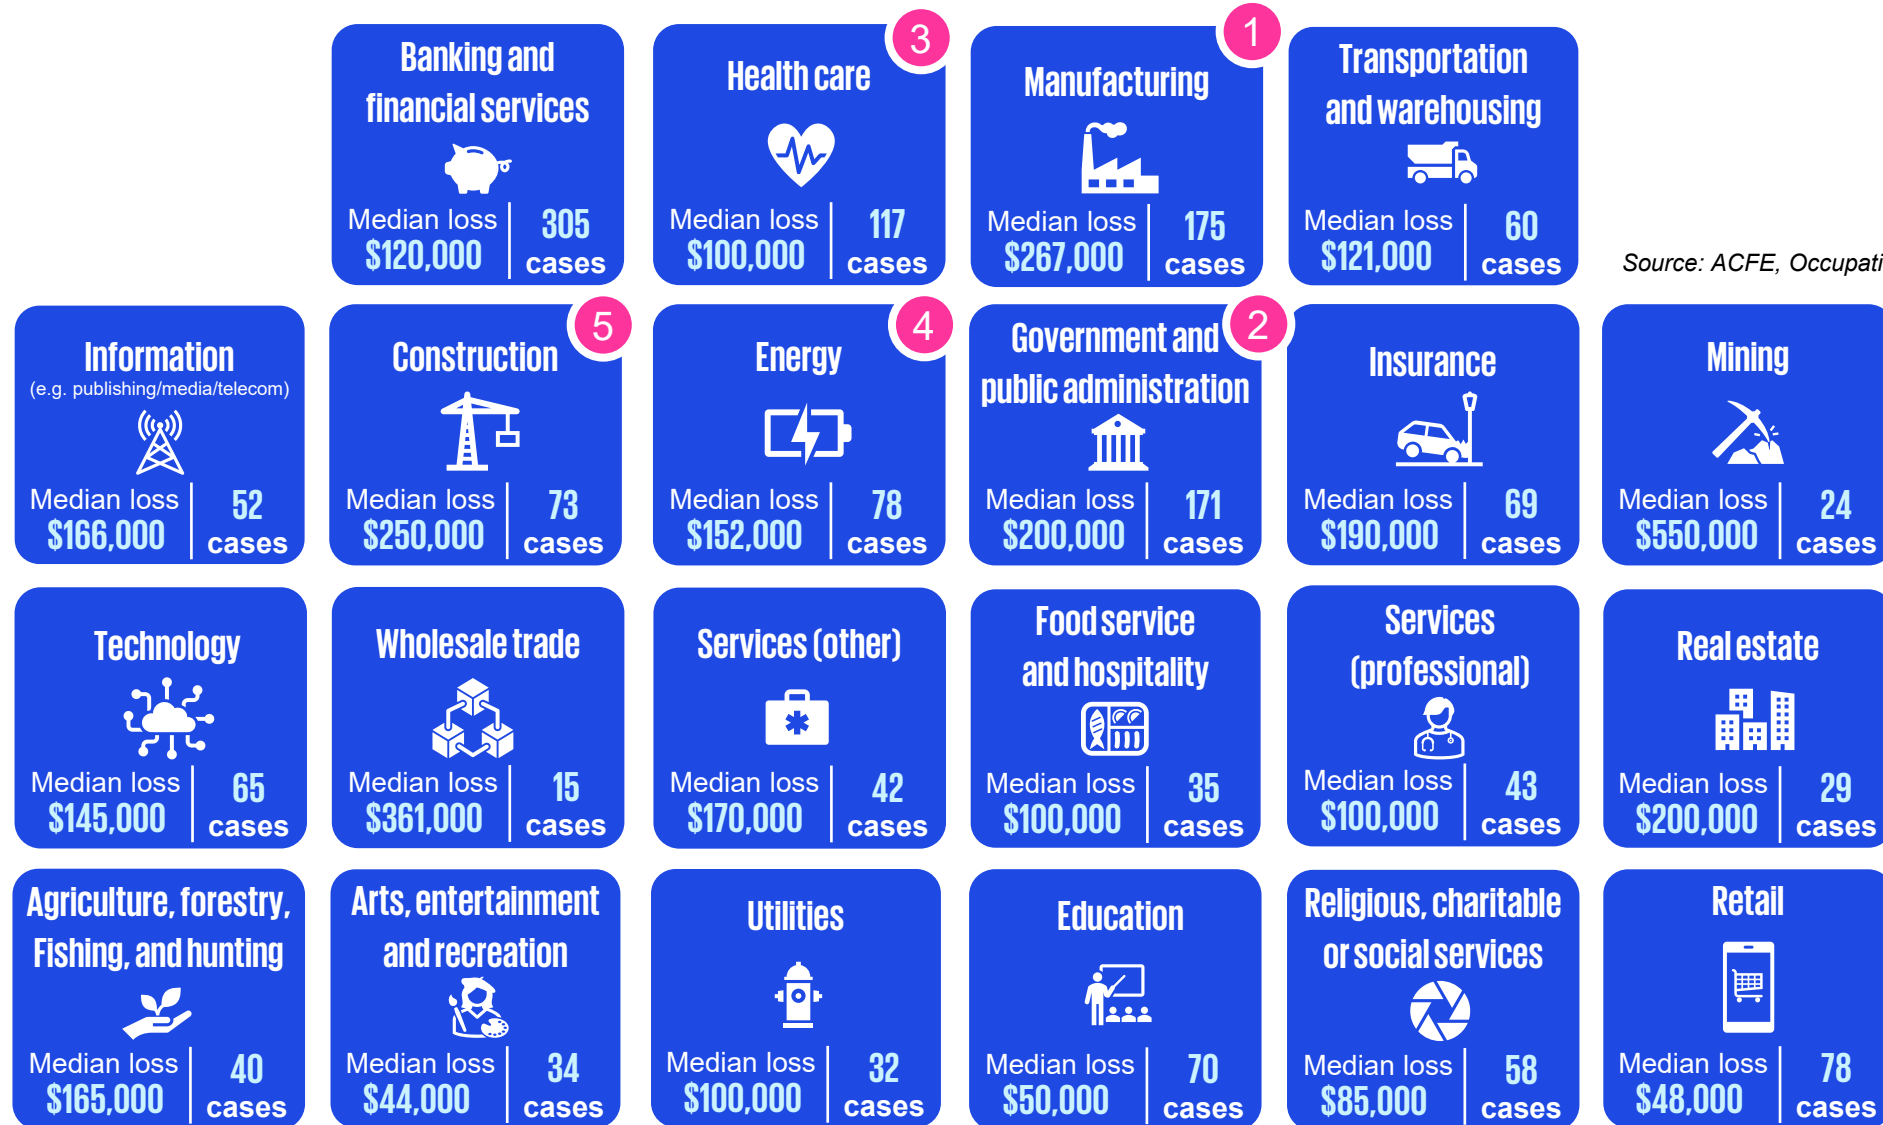 Banking and
financial services
Median loss
$120,000
305
cases
3
Health care
Median loss
$100,000
117
cases
1
Manufacturing
Median loss
$267,000
175
cases
Transportation
and warehousing
Median loss
$121,000
60
cases
Source: ACFE, Occupati
Information
(e.g. publishing/media/telecom)
Median loss
$166,000
52
cases
5
Construction
Median loss
$250,000
73
cases
4
Energy
Median loss
$152,000
78
cases
2
Government and
public administration
Median loss
$200,000
171
cases
Insurance
Median loss
$190,000
69
cases
Mining
Median loss
$550,000
24
cases
Technology
Median loss
$145,000
65
cases
Wholesale trade
Median loss
$361,000
15
cases
Services (other)
Median loss
$170,000
42
cases
Food service
and hospitality
Median loss
$100,000
35
cases
Services
(professional)
Median loss
$100,000
43
cases
Real estate
Median loss
$200,000
29
cases
Agriculture, forestry,
Fishing, and hunting
Median loss
$165,000
40
cases
Arts, entertainment
and recreation
Median loss
$44,000
34
cases
Utilities
Median loss
$100,000
32
cases
Education
Median loss
$50,000
70
cases
Religious, charitable
or social services
Median loss
$85,000
58
cases
Retail
Median loss
$48,000
78
cases